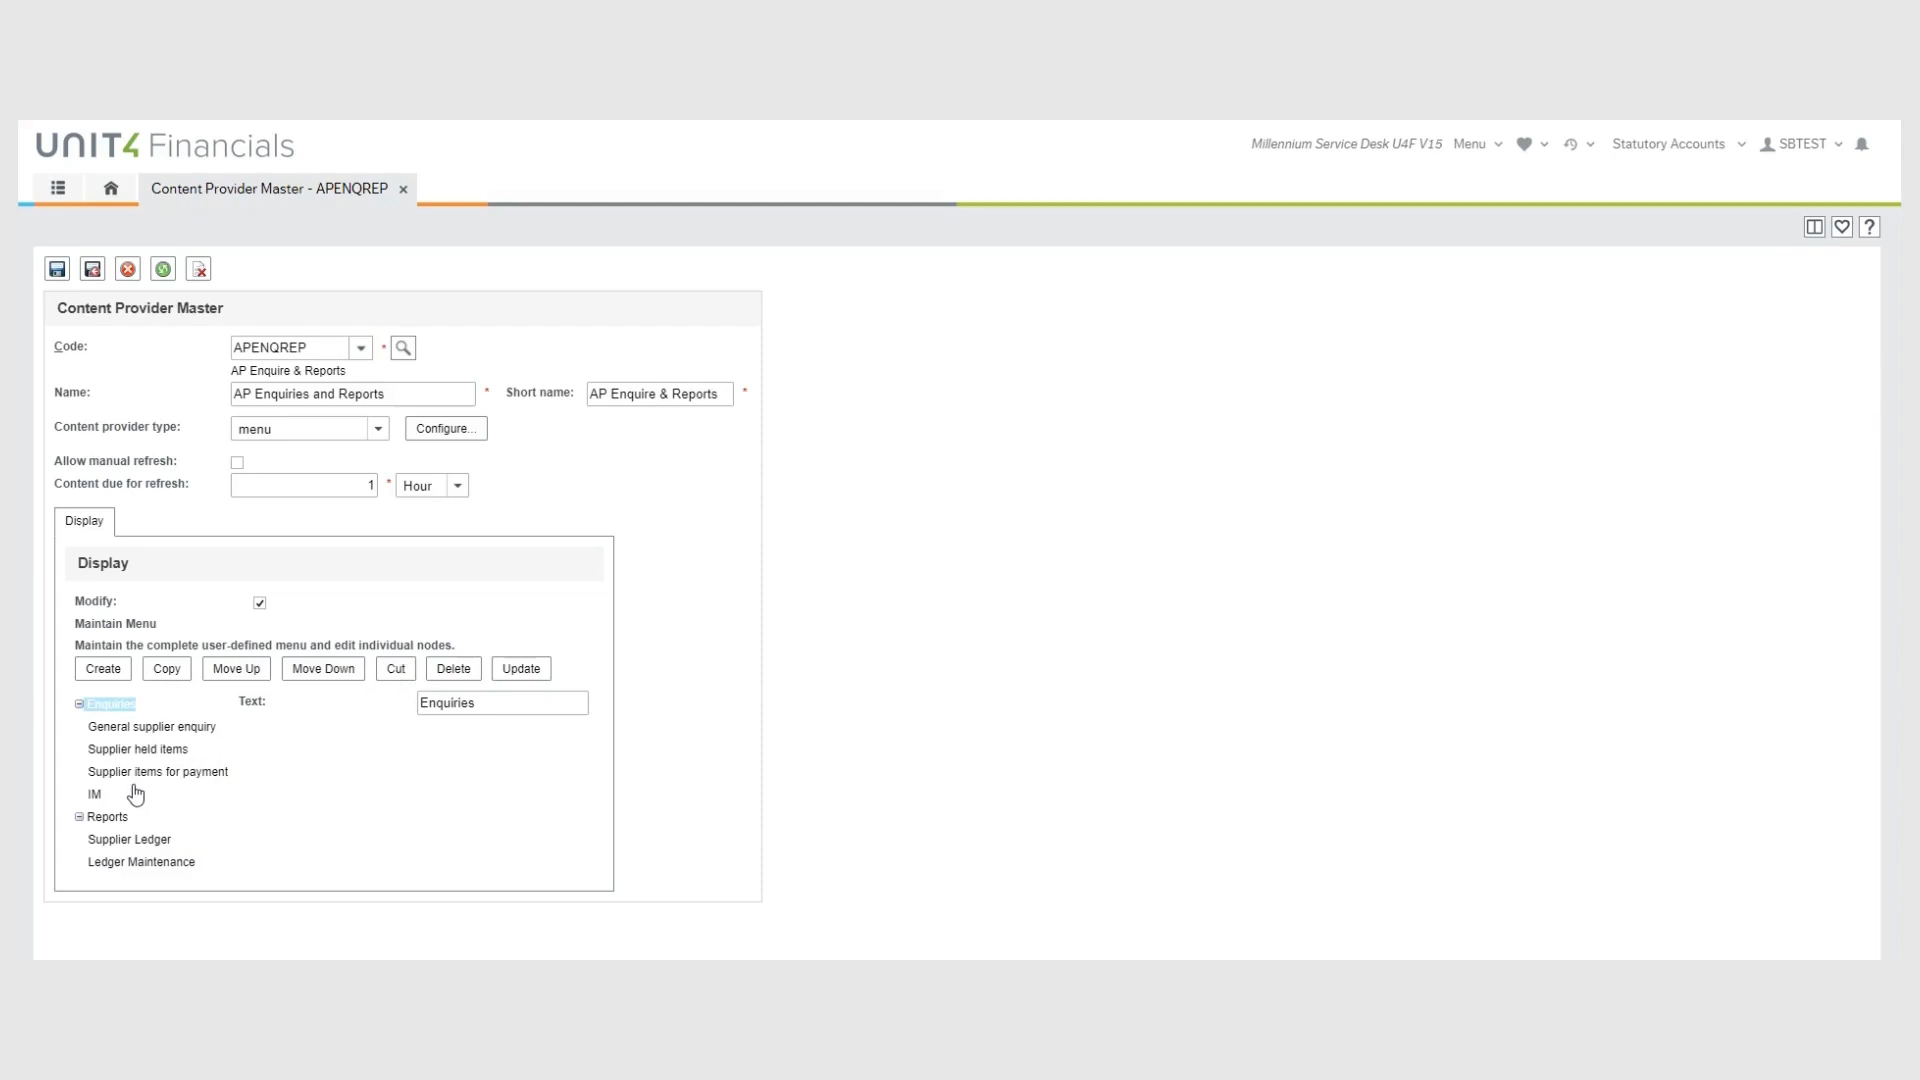 UNIT4 Financials
Millennium Service Desk U4F V15 Menu Statutory Accounts SBTEST
Content Provider Master - APENQREP ×
?
Content Provider Master
Code: APENQREP *
AP Enquire & Reports
Name: AP Enquiries and Reports * Short name: AP Enquire & Reports *
Content provider type: menu Configure...
Allow manual refresh:
Content due for refresh: 1 * Hour
Display
Display
Modify:
Maintain Menu
Maintain the complete user-defined menu and edit individual nodes.
Create Copy Move Up Move Down Cut Delete Update
Enquiries Text: Enquiries
General supplier enquiry
Supplier held items
Supplier items for payment
IM
Reports
Supplier Ledger
Ledger Maintenance